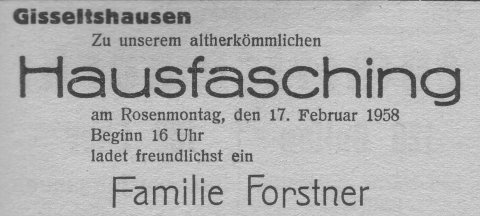 Gisseltshausen
Zu unserem altherkömmlichen
Hausfasching
am Rosenmontag, den 17. Februar 1958
Beginn 16 Uhr
ladet freundlichst ein
Familie Forstner